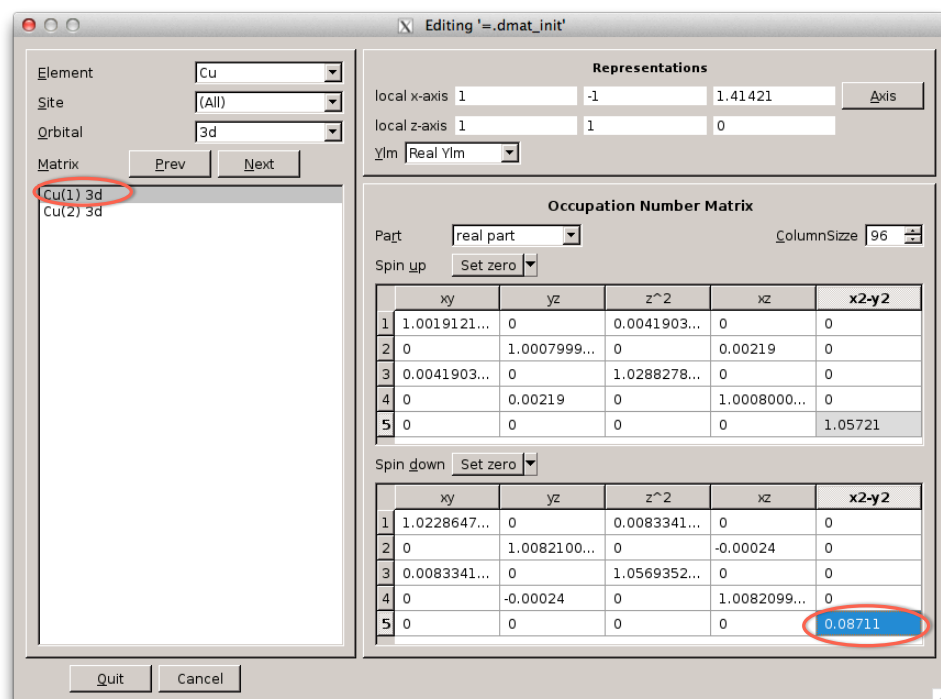 X Editing '=.dmat_init'
Element Cu
Site (All)
Orbital 3d
Matrix Prev Next
Cu(1) 3d
Cu(2) 3d
Representations
local x-axis 1 -1 1.41421 Axis
local z-axis 1 1 0
Ylm Real Ylm
Occupation Number Matrix
Part real part ColumnSizze 96
Spin up Set zero
xy yz z^2 xz x2-y2
1 1.0019121... 0 0.0041903... 0 0
2 0 1.0007999... 0 0.00219 0
3 0.0041903... 0 1.0288278... 0 0
4 0 0.00219 0 1.0008000... 0
5 0 0 0 0 1.05721
Spin down Set zero
xy yz z^2 xz x2-y2
1 1.0228647... 0 0.0083341... 0 0
2 0 1.0082100... 0 -0.00024 0
3 0.0083341... 0 1.0569352... 0 0
4 0 -0.00024 0 1.0082099... 0
5 0 0 0 0 0.08711
Quit Cancel